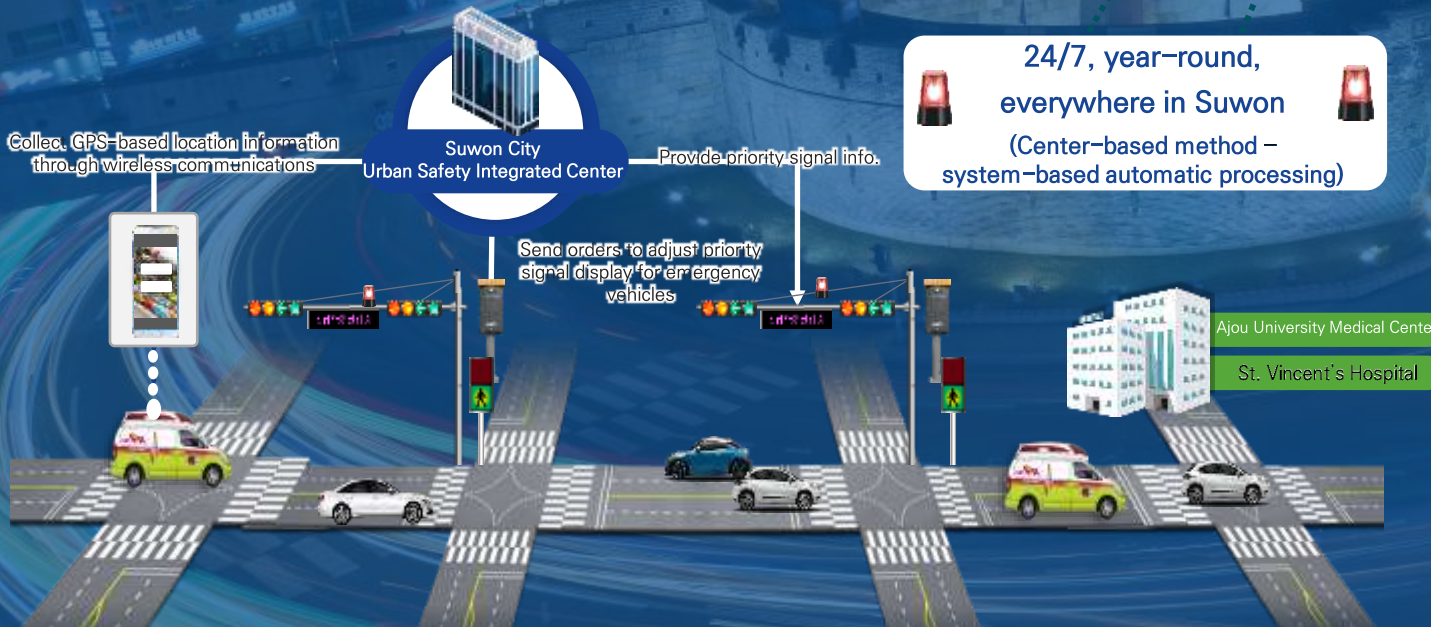 24/7, year-round,
everywhere in Suwon
(Center-based method -
system-based automatic processing)
Suwon City
Urban Safety Integrated Center
Collect GPS-based location information
through wireless communications
Provide priority signal info.
Send orders to adjust priority
signal display for emergency
vehicles
Ajou University Medical Cente
St. Vincent's Hospital